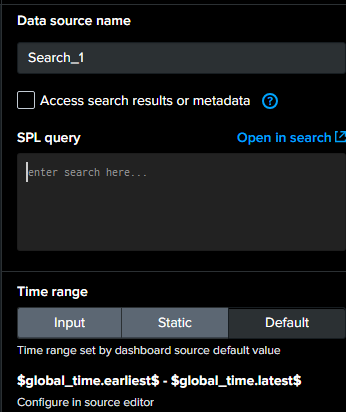 Data source name
Search_1
Access search results or metadata ?
SPL query Open in search
enter search here...
Time range
Input Static Default
Time range set by dashboard source default value
$global_time.earliest$ - $global_time.latest$
Configure in source editor